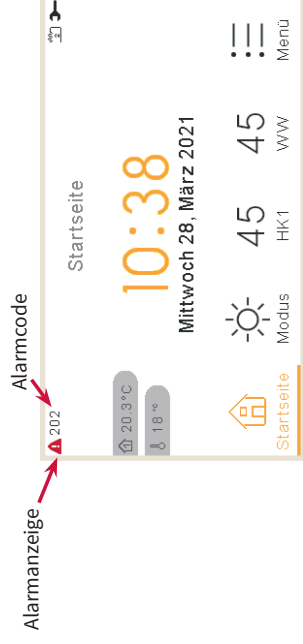 Alarmanzeige
Alarmcode
202
Startseite
20.3°C
18 °C
10:38
Mittwoch 28, März 2021
45
45
Startseite
Modus
HK1
WW
Menü